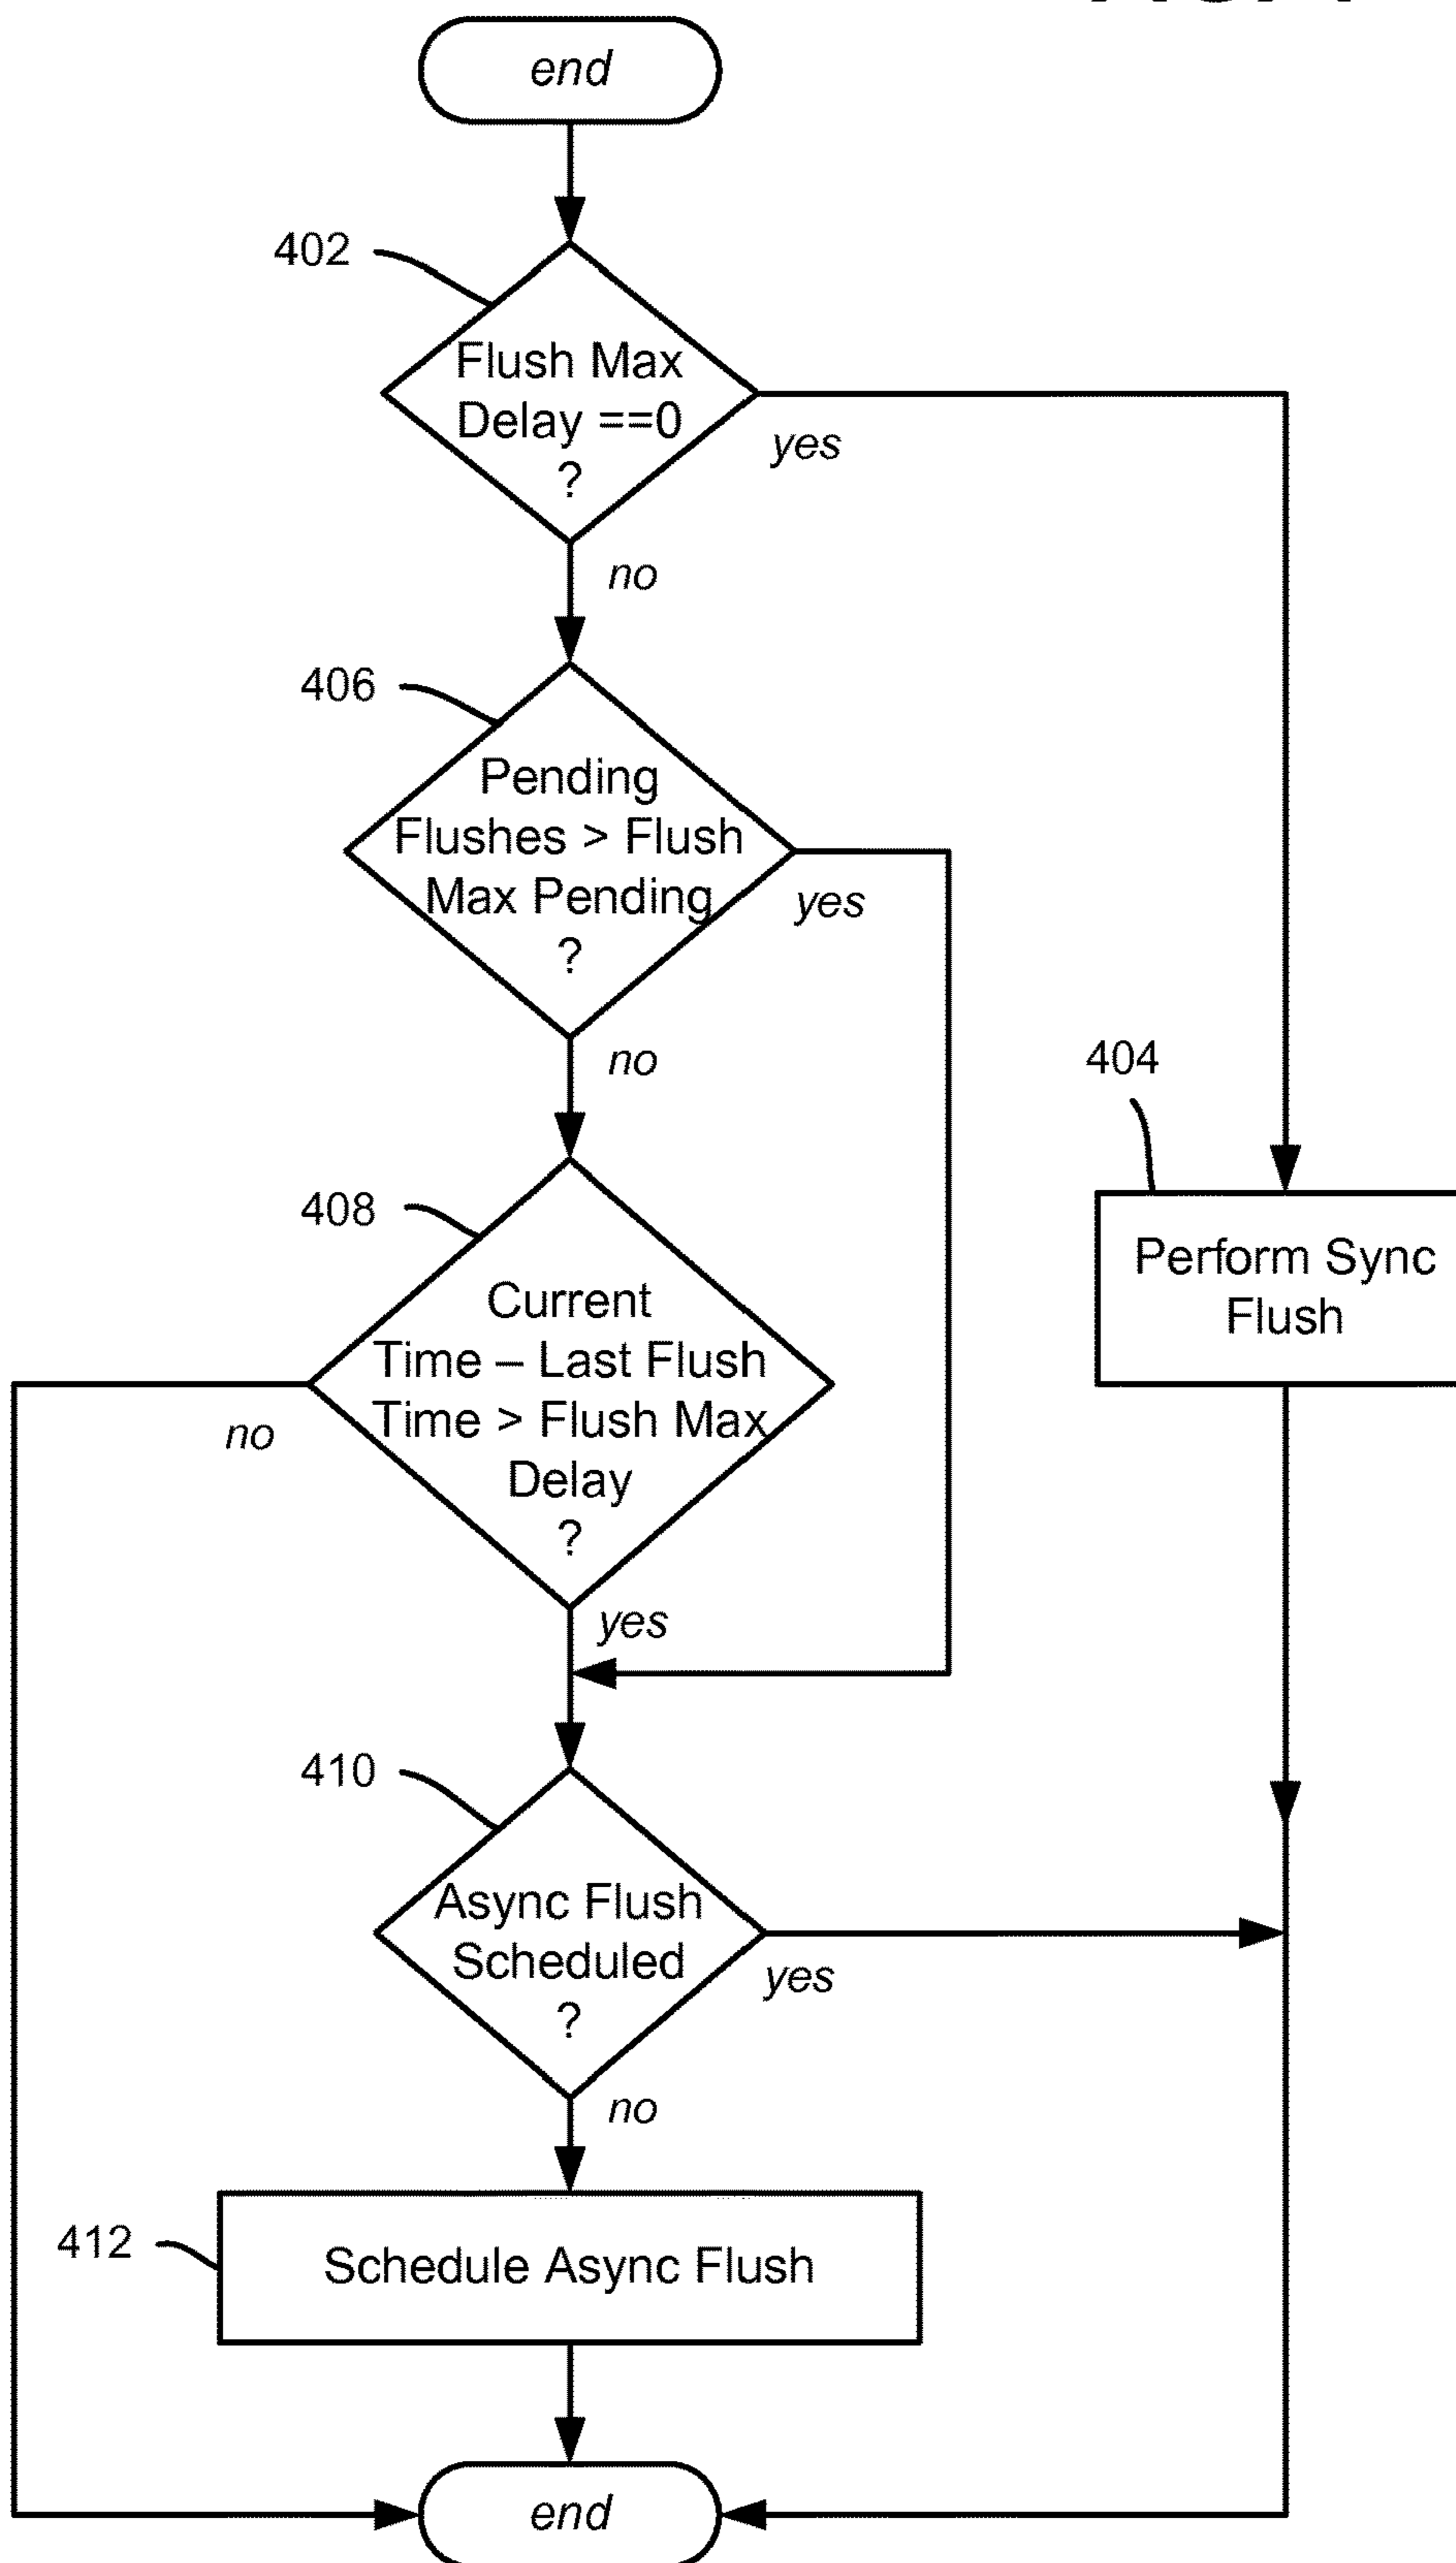 end
402
Flush Max
Delay ==0
?
yes
no
406
Pending
Flushes > Flush
Max Pending
?
yes
no
404
Perform Sync
Flush
408
Current
Time – Last Flush
Time > Flush Max
Delay
?
no
yes
410
Async Flush
Scheduled
?
yes
no
412
Schedule Async Flush
end